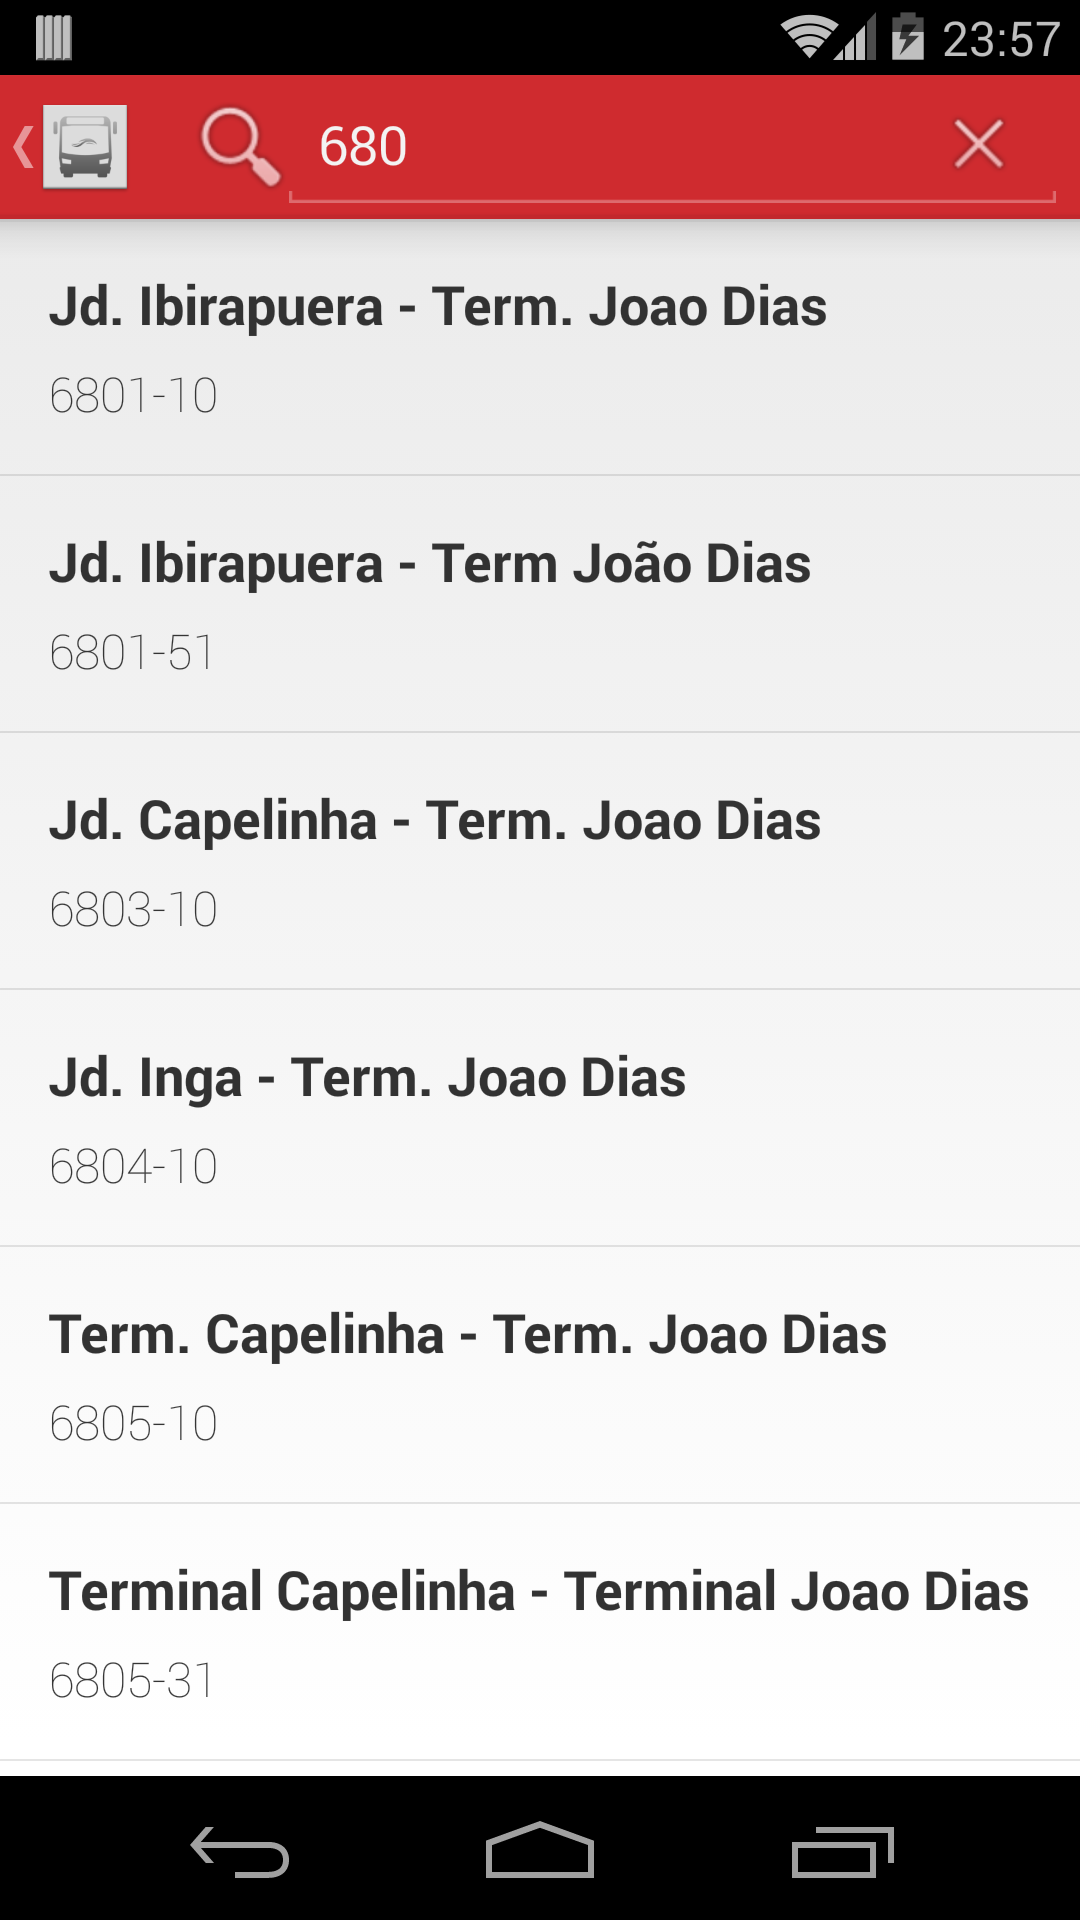 23:57
680
Jd. Ibirapuera - Term. Joao Dias
6801-10
Jd. Ibirapuera - Term João Dias
6801-51
Jd. Capelinha - Term. Joao Dias
6803-10
Jd. Inga - Term. Joao Dias
6804-10
Term. Capelinha - Term. Joao Dias
6805-10
Terminal Capelinha - Terminal Joao Dias
6805-31